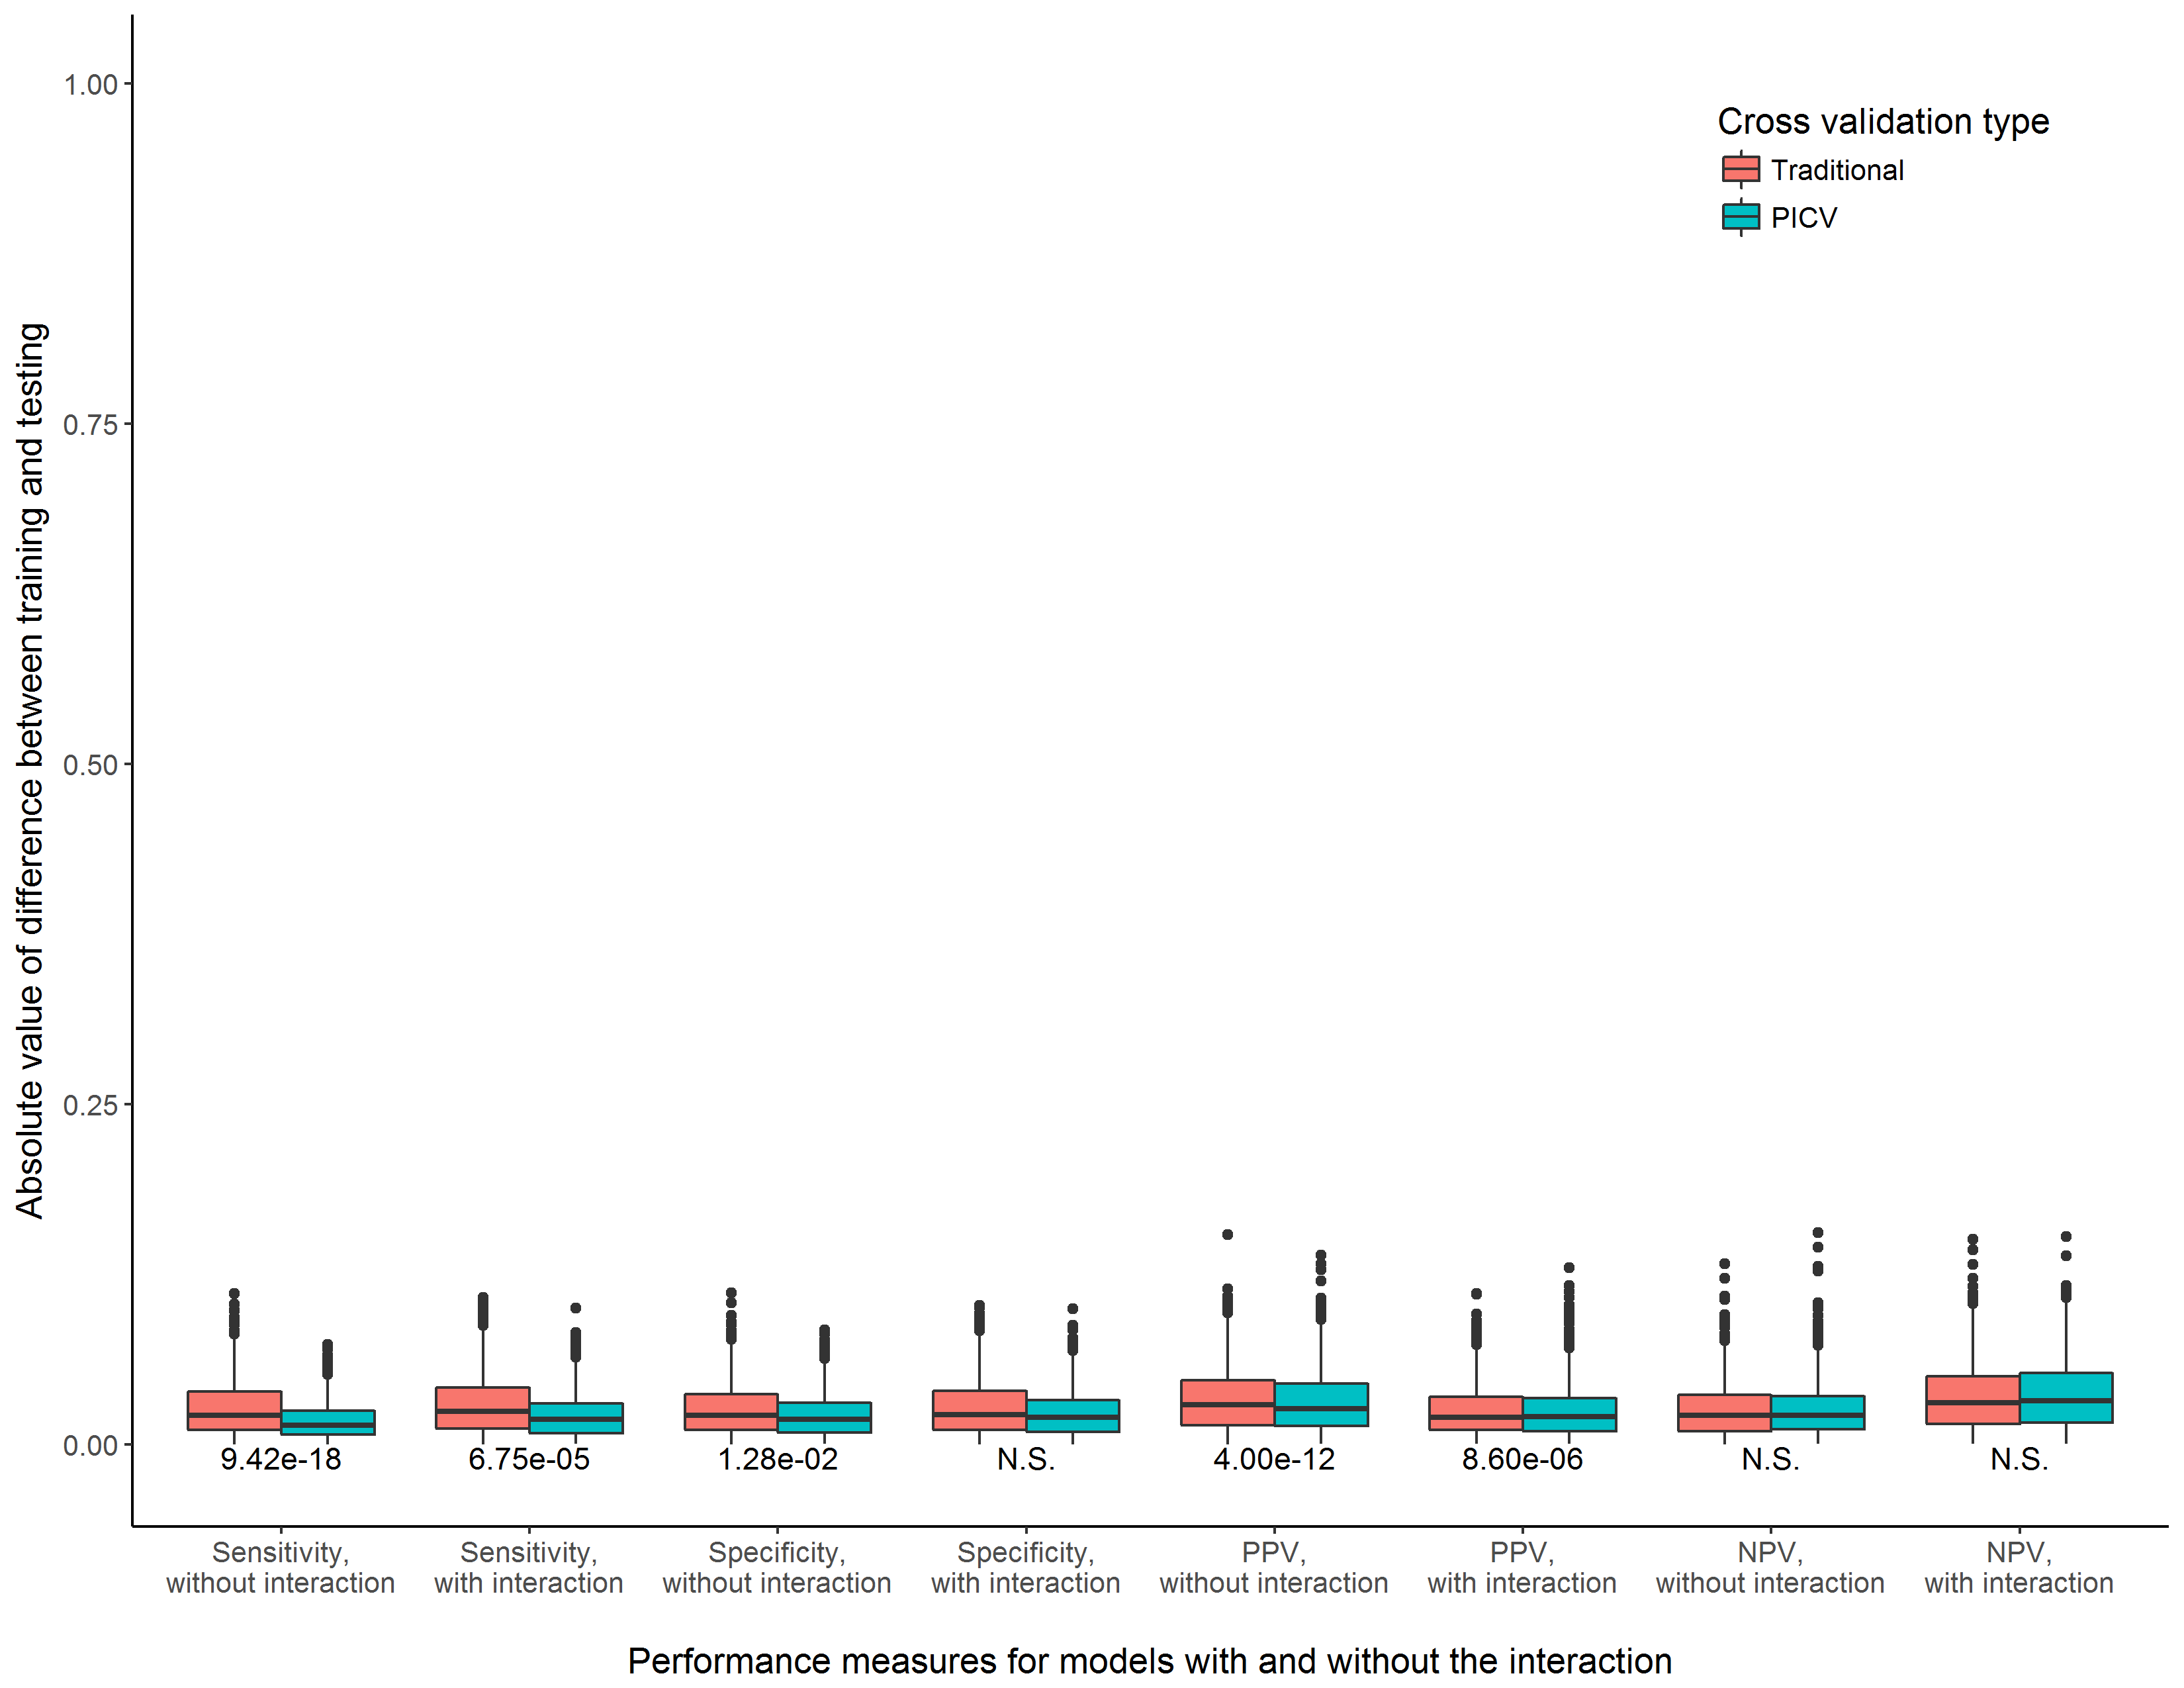 Absolute value of difference between training and testing
1.00
0.75
0.50
0.25
0.00
Cross validation type
Traditional
PICV
9.42e-18
6.75e-05
1.28e-02
N.S.
4.00e-12
8.60e-06
N.S.
N.S.
Sensitivity,
without interaction
Sensitivity,
with interaction
Specificity,
without interaction
Specificity,
with interaction
PPV,
without interaction
PPV,
with interaction
NPV,
without interaction
NPV,
with interaction
Performance measures for models with and without the interaction